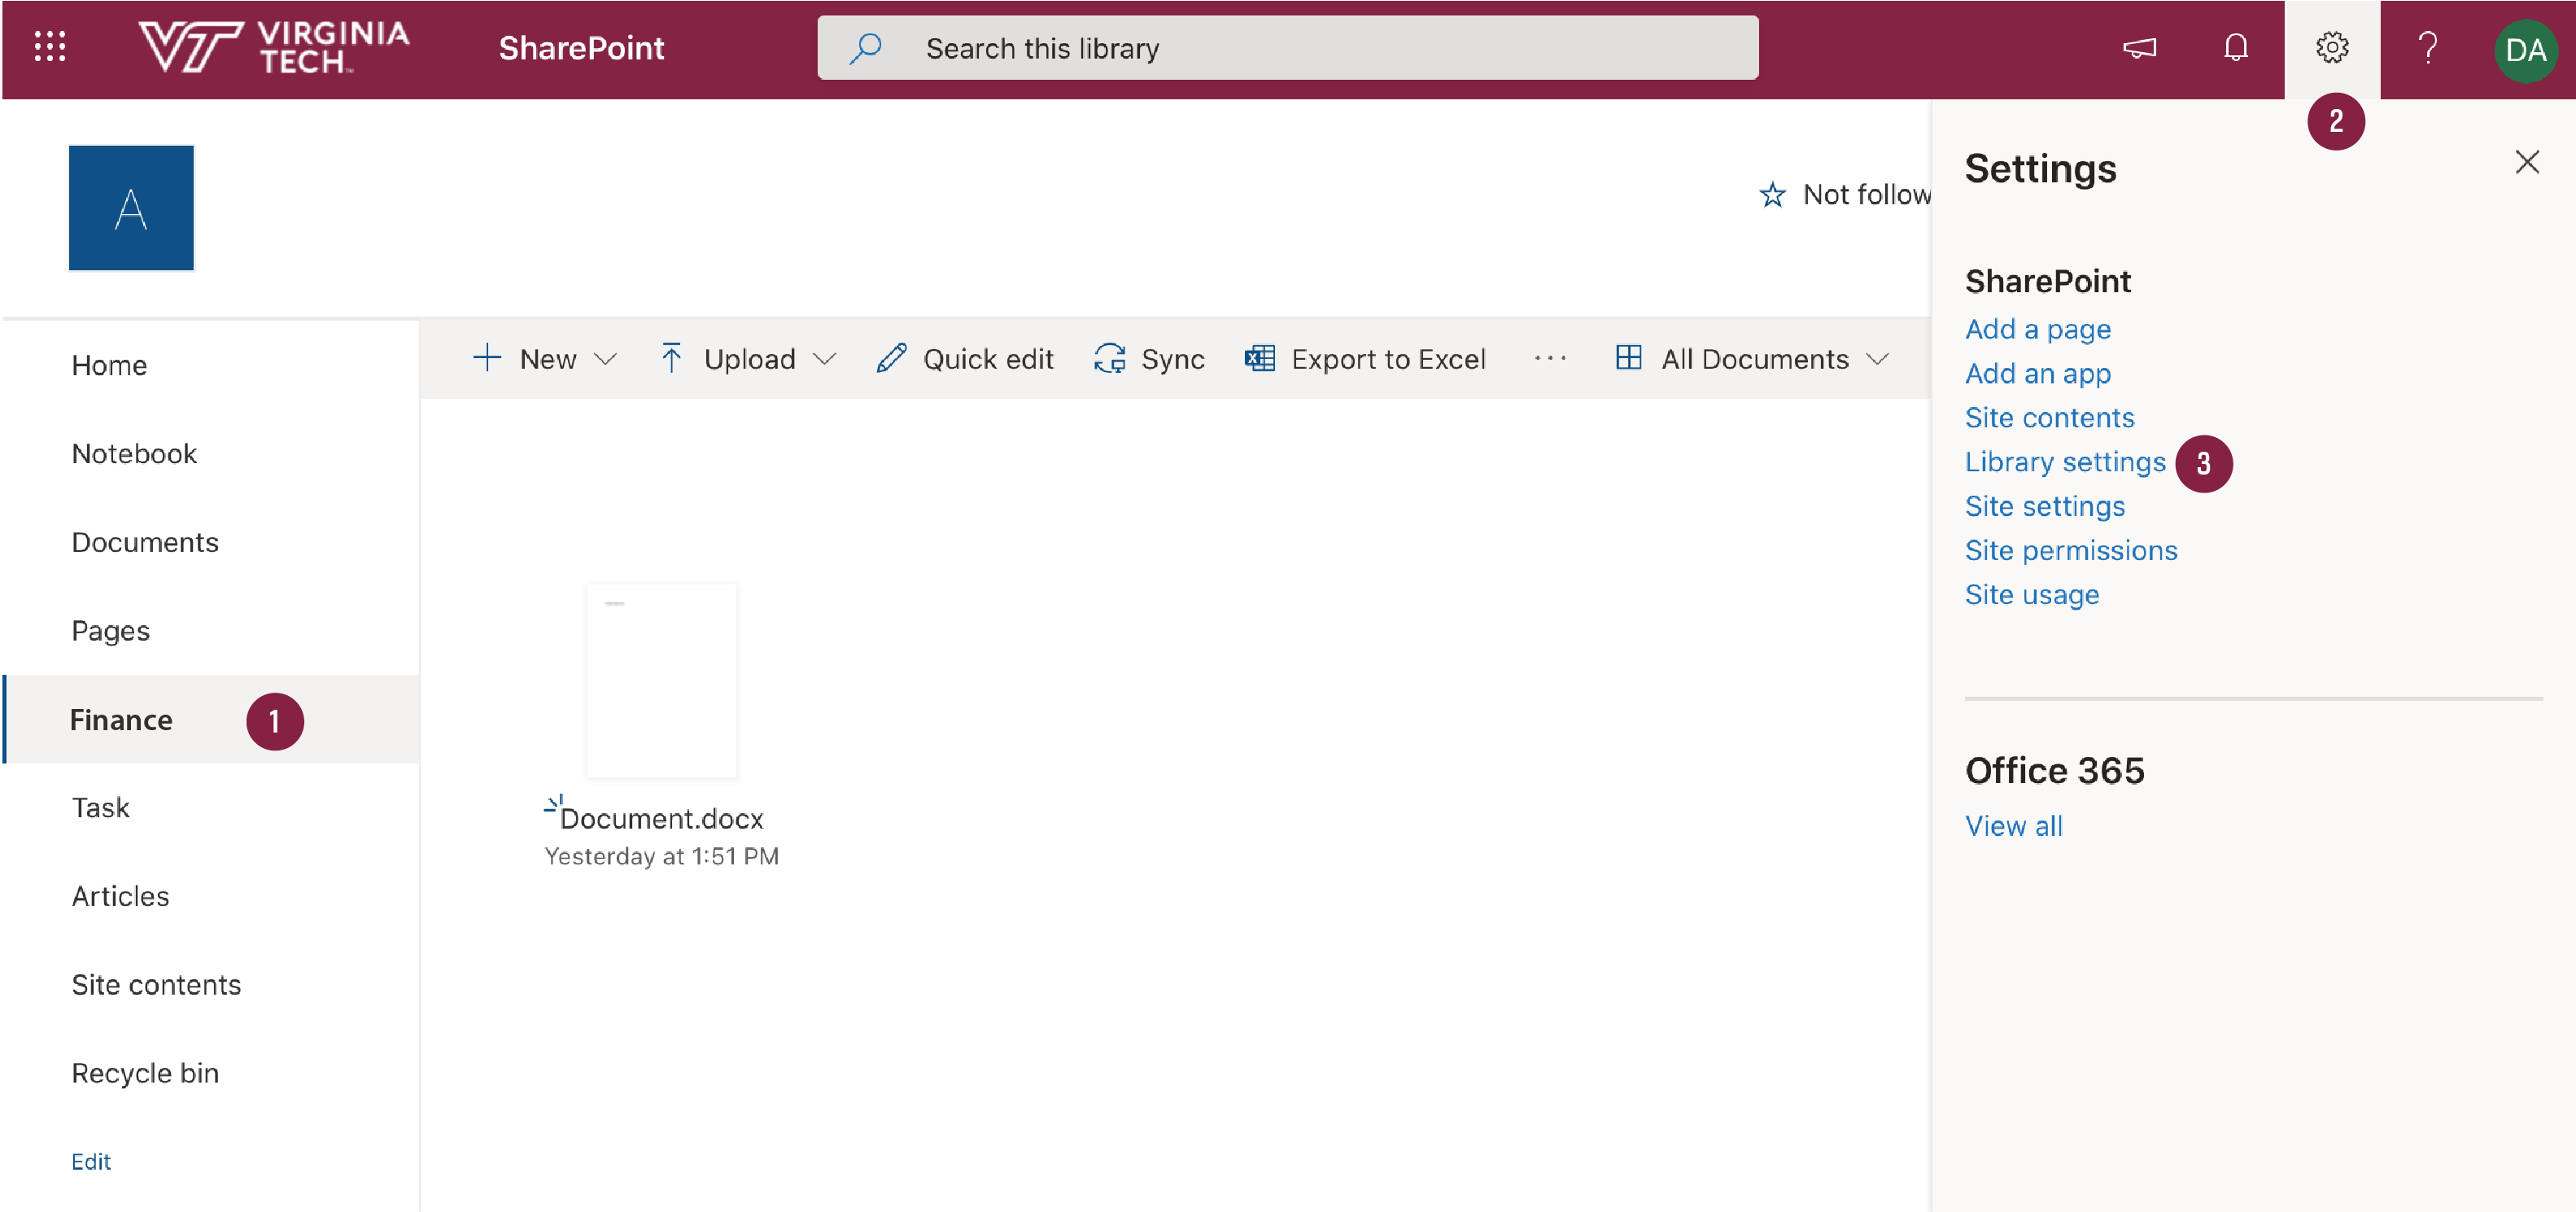 VIRGINIA
TECH™
SharePoint
Search this library
?
DA
2
A
Not follow
Settings
SharePoint
Add a page
Add an app
Site contents
Library settings 3
Site settings
Site permissions
Site usage
Office 365
View all
New
Upload
Quick edit
Sync
Export to Excel
...
All Documents
Home
Notebook
Documents
Pages
Finance 1
Task
Articles
Site contents
Recycle bin
Edit
Document.docx
Yesterday at 1:51 PM